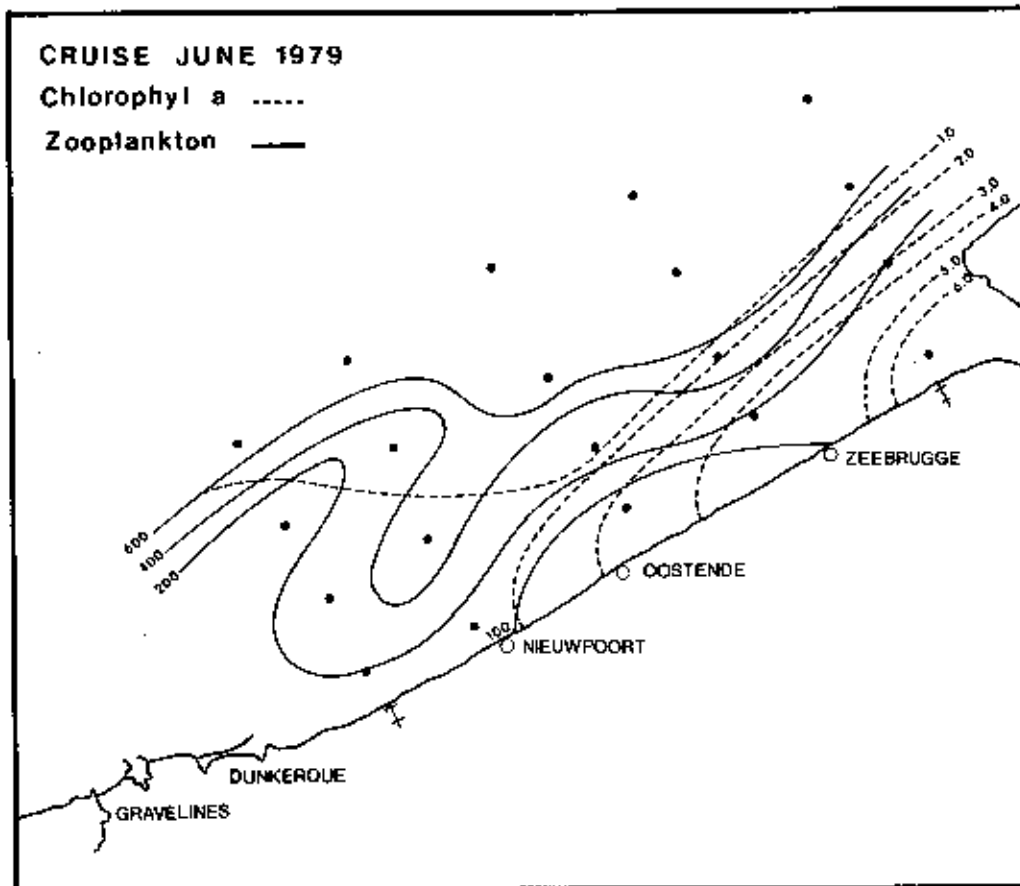 CRUISE JUNE 1979
Chlorophyl a
Zooplankton
1.0
2.0
3.0
4.0
5.0
6.0
ZEEBRUGGE
600
400
200
OOSTENDE
100
NIEUWPOORT
DUNKERQUE
GRAVELINES